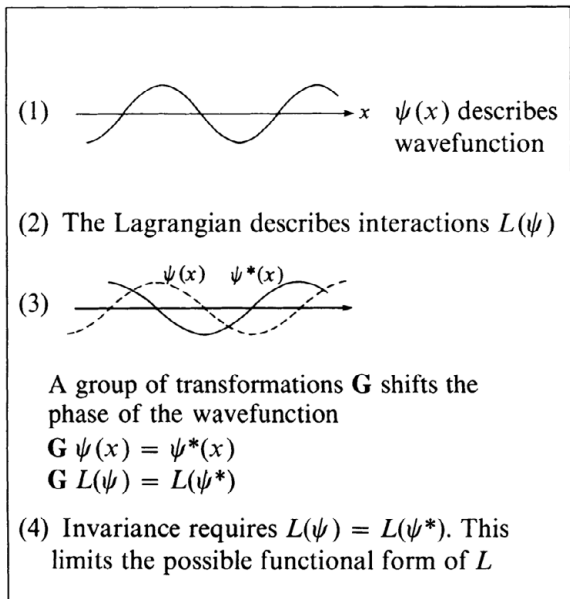 (1) x ψ(x) describes
wavefunction
(2) The Lagrangian describes interactions L(ψ)
ψ(x) ψ*(x)
(3)
A group of transformations G shifts the
phase of the wavefunction
G ψ(x) = ψ*(x)
G L(ψ) = L(ψ*)
(4) Invariance requires L(ψ) = L(ψ*). This
limits the possible functional form of L